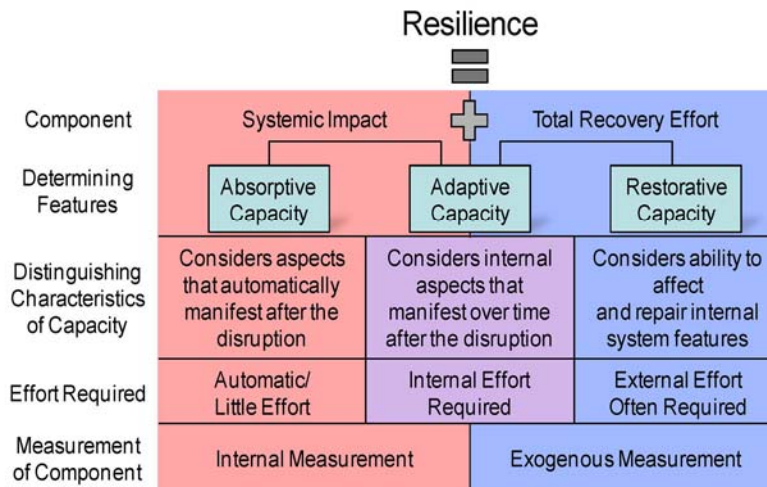 Resilience
Component
Systemic Impact
Total Recovery Effort
Determining
Features
Absorptive
Capacity
Adaptive
Capacity
Restorative
Capacity
Distinguishing
Characteristics
of Capacity
Considers aspects
that automatically
manifest after the
disruption
Considers internal
aspects that
manifest over time
after the disruption
Considers ability to
affect
and repair internal
system features
Effort Required
Automatic/
Little Effort
Internal Effort
Required
External Effort
Often Required
Measurement
of Component
Internal Measurement
Exogenous Measurement